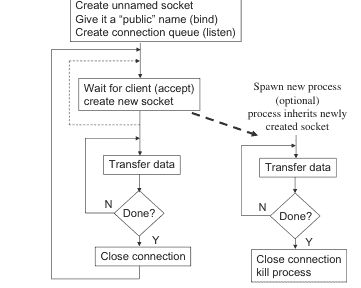 Create unnamed socket
Give it a “public” name (bind)
Create connection queue (listen)
Wait for client (accept)
create new socket
Spawn new process
(optional)
process inherits newly
created socket
Transfer data
Transfer data
N
Done?
Y
N
Done?
Y
Close connection
Close connection
kill process